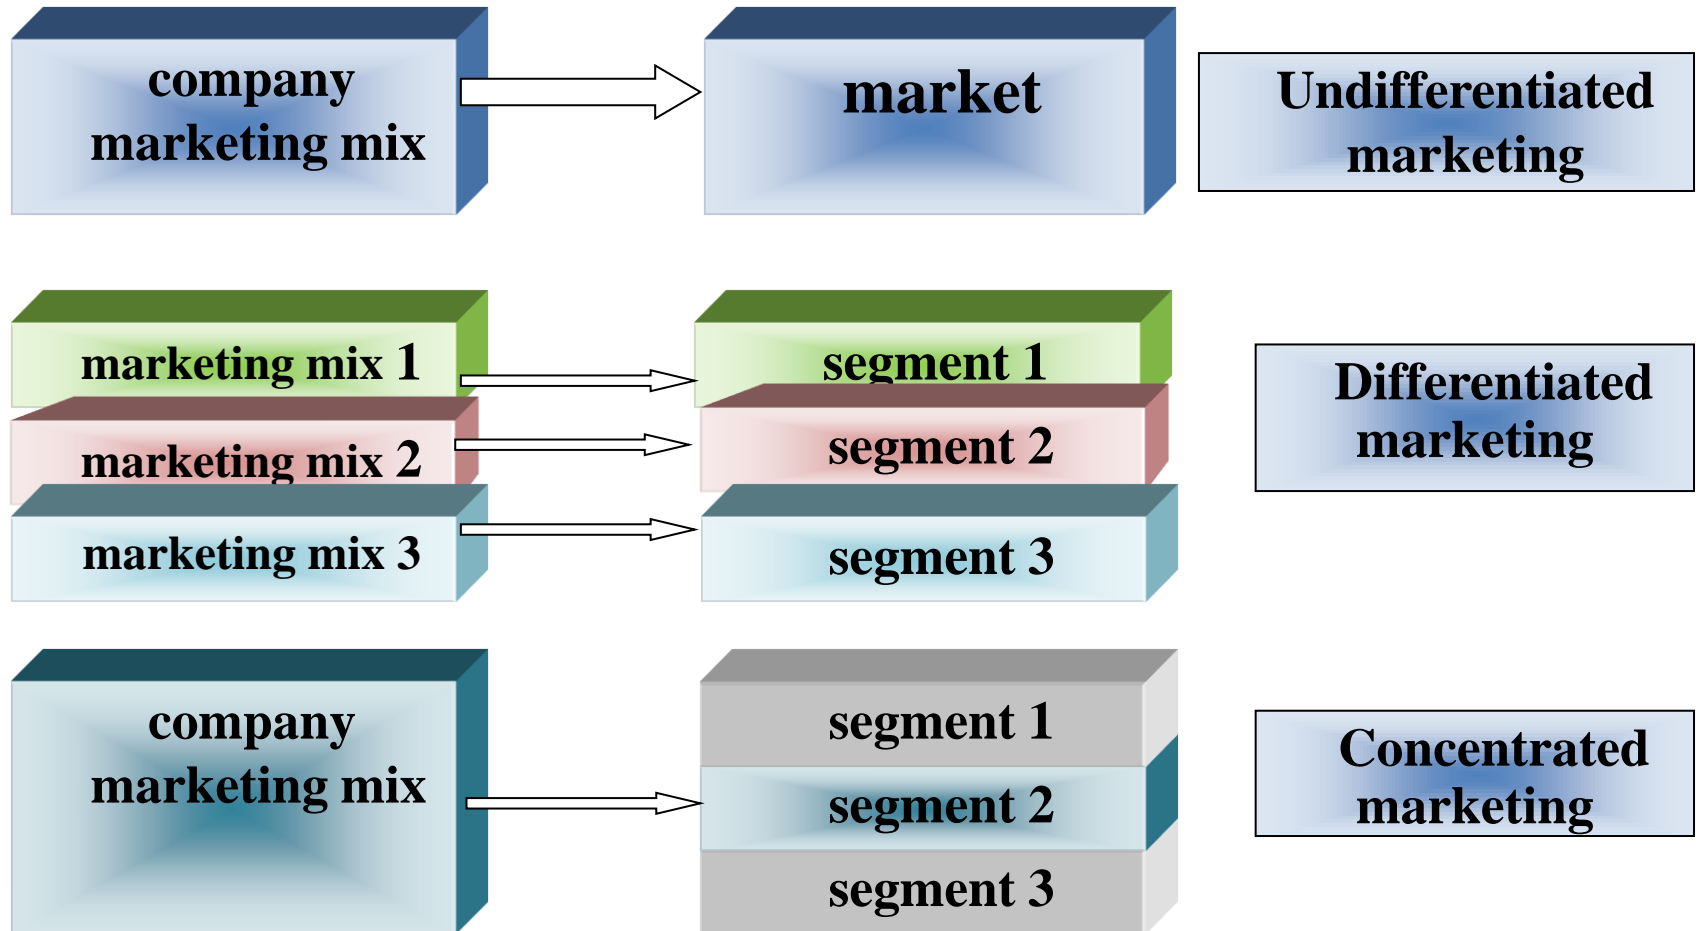 company
marketing mix
market
Undifferentiated
marketing
marketing mix 1
segment 1
marketing mix 2
segment 2
marketing mix 3
segment 3
Differentiated
marketing
company
marketing mix
segment 1
segment 2
segment 3
Concentrated
marketing